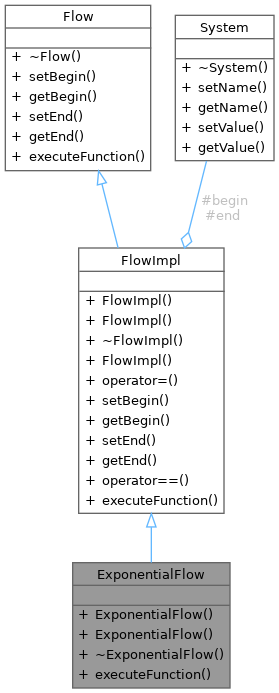 Flow
+ ~Flow()
+ setBegin()
+ getBegin()
+ setEnd()
+ getEnd()
+ executeFunction()
System
+ ~System()
+ setName()
+ getName()
+ setValue()
+ getValue()
#begin
#end
FlowImpl
+ FlowImpl()
+ FlowImpl()
+ ~FlowImpl()
+ FlowImpl()
+ operator=()
+ setBegin()
+ getBegin()
+ setEnd()
+ getEnd()
+ operator==()
+ executeFunction()
ExponentialFlow
+ ExponentialFlow()
+ ExponentialFlow()
+ ~ExponentialFlow()
+ executeFunction()